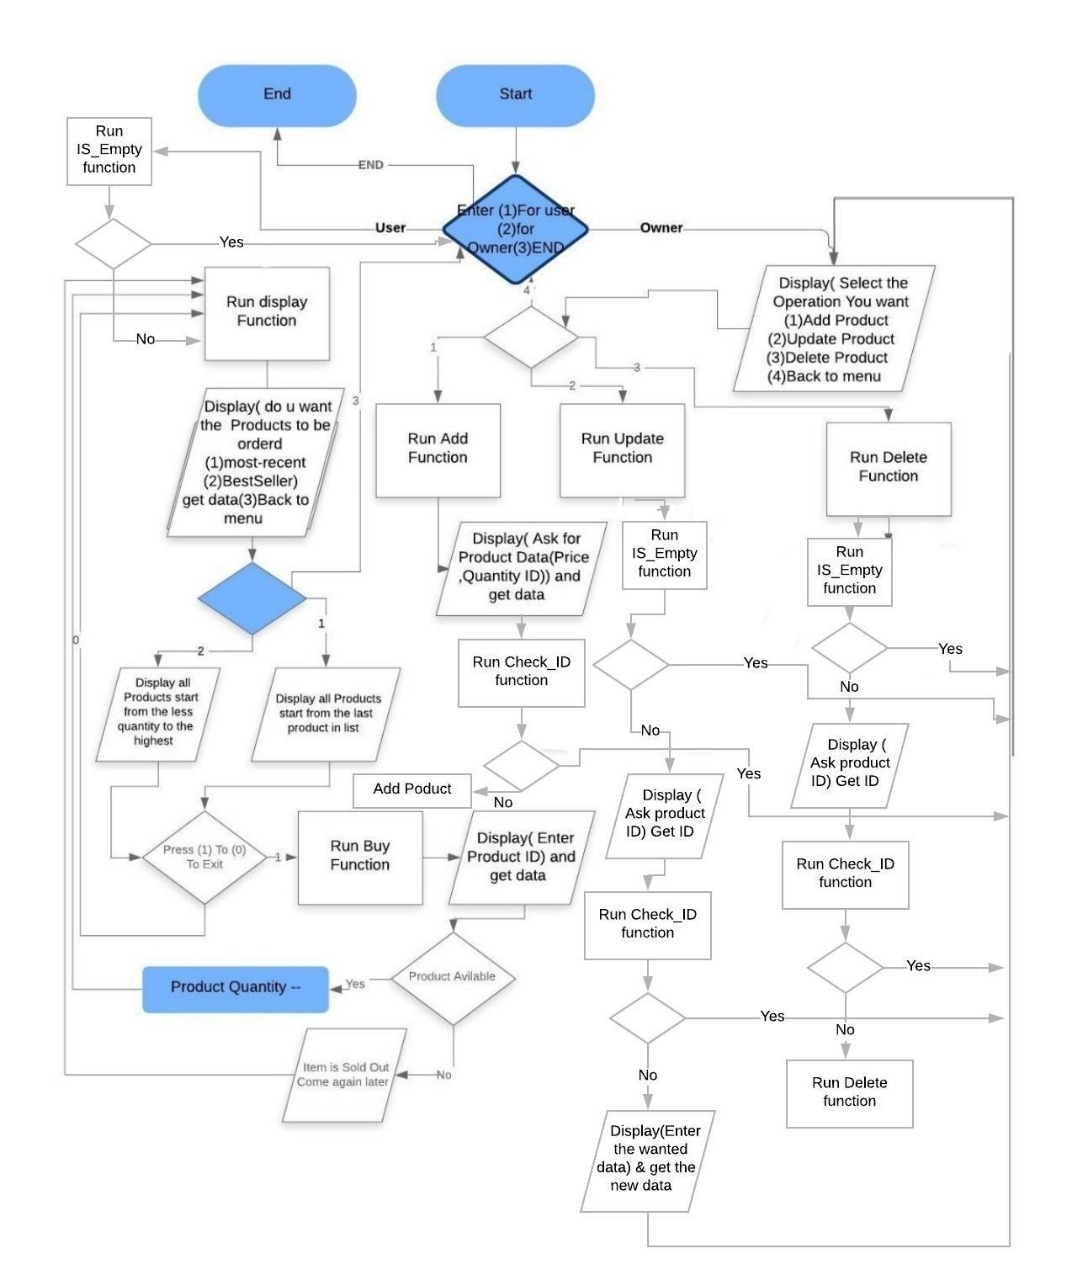 End
Start
Run
IS_Empty
function
END
Enter (1)For user
(2)for
Owner(3)END
User
Owner
Yes
Display( Select the
Operation You want
(1)Add Product
(2)Update Product
(3)Delete Product
(4)Back to menu
4
Run display
Function
No
1
2
3
3
Display( do u want
the Products to be
orderd
(1)most-recent
(2)BestSeller)
get data(3)Back to
menu
Run Add
Function
Run Update
Function
Run Delete
Function
Display( Ask for
Product Data(Price
,Quantity ID)) and
get data
Run
IS_Empty
function
Run
IS_Empty
function
0
1
2
Run Check_ID
function
Yes
Yes
No
Display all
Products start
from the less
quantity to the
highest
Display all Products
start from the last
product in list
No
Display (
Ask product
ID) Get ID
Add Poduct
No
Yes
Display (
Ask product
ID) Get ID
Press (1) To (0)
To Exit
1
Run Buy
Function
Display( Enter
Product ID) and
get data
Run Check_ID
function
Run Check_ID
function
Product Quantity --
Yes
Product Avilable
Yes
Yes
No
Item is Sold Out
Come again later
No
No
Run Delete
function
Display(Enter
the wanted
data) & get the
new data